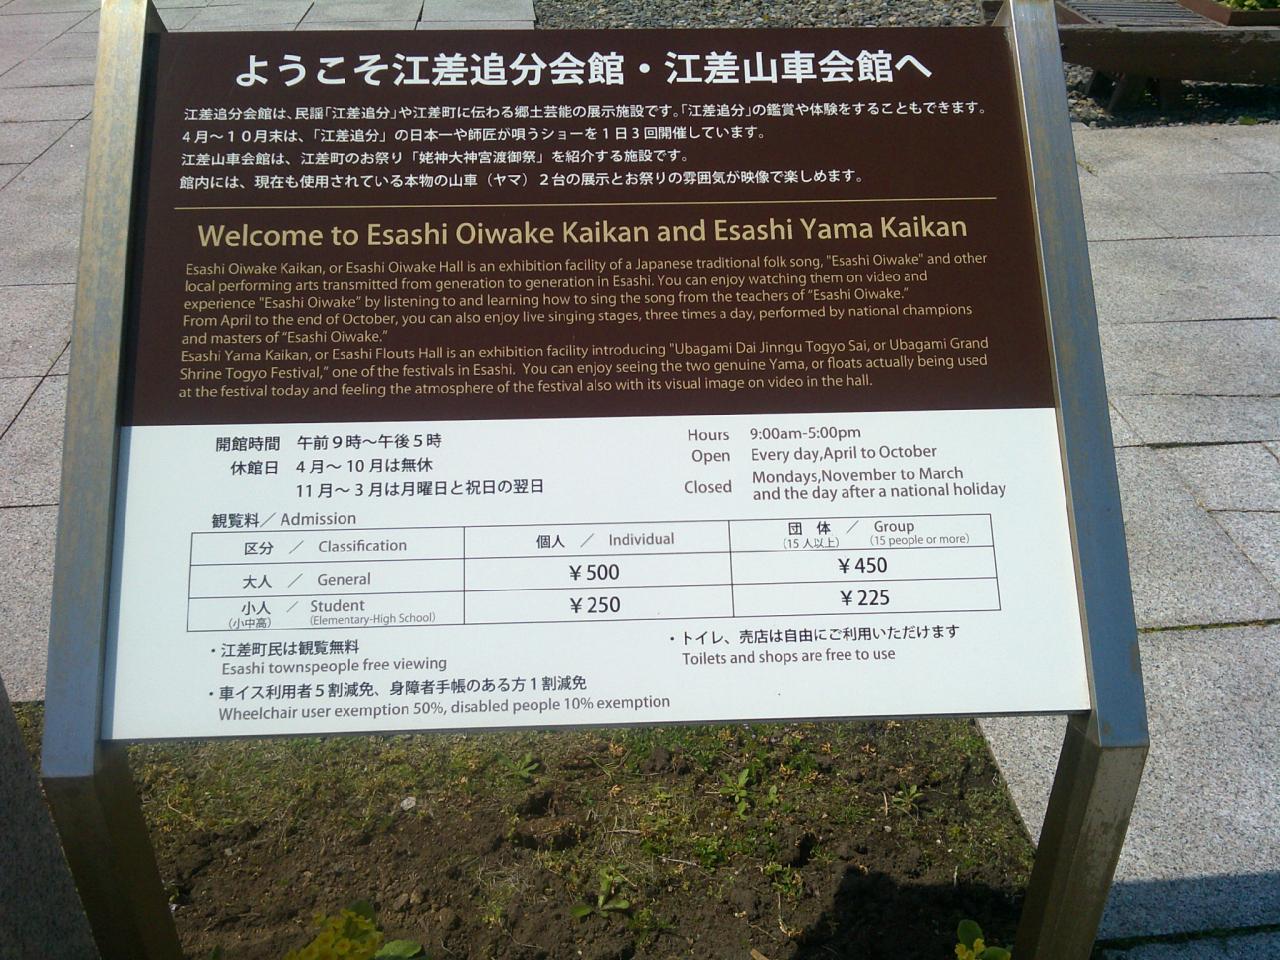 ようこそ江差追分会館・江差山車会館へ
江差追分会館は、民謡「江差追分」や江差町に伝わる郷土芸能の展示施設です。「江差追分」の鑑賞や体験をすることもできます。
4月～10月末は、「江差追分」の日本一や師匠が唄うショーを1日3回開催しています。
江差山車会館は、江差町のお祭り「姥神大神宮渡御祭」を紹介する施設です。
館内には、現在も使用されている本物の山車（ヤマ）2台の展示とお祭りの雰囲気が映像で楽しめます。
Welcome to Esashi Oiwake Kaikan and Esashi Yama Kaikan
Esashi Oiwake Kaikan, or Esashi Oiwake Hall is an exhibition facility of a Japanese traditional folk song, "Esashi Oiwake" and other
local performing arts transmitted from generation to generation in Esashi. You can enjoy watching them on video and
experience "Esashi Oiwake" by listening to and learning how to sing the song from the teachers of "Esashi Oiwake."
From April to the end of October, you can also enjoy live singing stages, three times a day, performed by national champions
and masters of "Esashi Oiwake."
Esashi Yama Kaikan, or Esashi Flouts Hall is an exhibition facility introducing "Ubagami Dai Jinngu Togyo Sai, or Ubagami Grand
Shrine Togyo Festival," one of the festivals in Esashi. You can enjoy seeing the two genuine Yama, or floats actually being used
at the festival today and feeling the atmosphere of the festival also with its visual image on video in the hall.
開館時間 午前9時～午後5時
休館日 4月～10月は無休
11月～3月は月曜日と祝日の翌日
Hours 9:00am-5:00pm
Open Every day,April to October
Closed Mondays,November to March
and the day after a national holiday
観覧料／Admission
区分 ／ Classification 個人 ／ Individual 団体 ／ Group
（15人以上） （15 people or more）
大人 ／ General ￥500 ￥450
小人 ／ Student ￥250 ￥225
（小中高） （Elementary-High School）
・江差町民は観覧無料
Esashi townspeople free viewing
・車イス利用者5割減免、身障者手帳のある方1割減免
Wheelchair user exemption 50%, disabled people 10% exemption
・トイレ、売店は自由にご利用いただけます
Toilets and shops are free to use